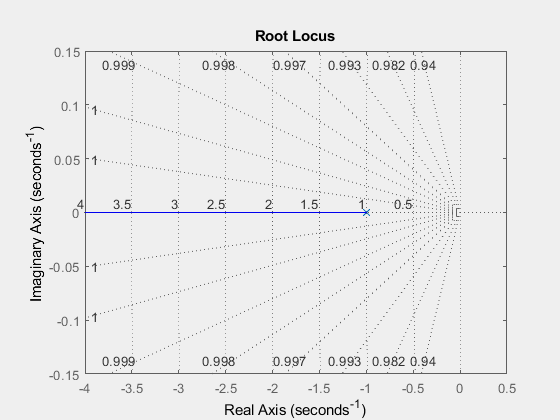 Root Locus
0.15
0.999 0.998 0.997 0.993 0.982 0.94
0.1
1
0.05
1
4 3.5 3 2.5 2 1.5 1 0.5
0
-0.05
1
-0.1
1
0.999 0.998 0.997 0.993 0.982 0.94
-0.15
-4 -3.5 -3 -2.5 -2 -1.5 -1 -0.5 0 0.5
Real Axis (seconds⁻¹)
Imaginary Axis (seconds⁻¹)